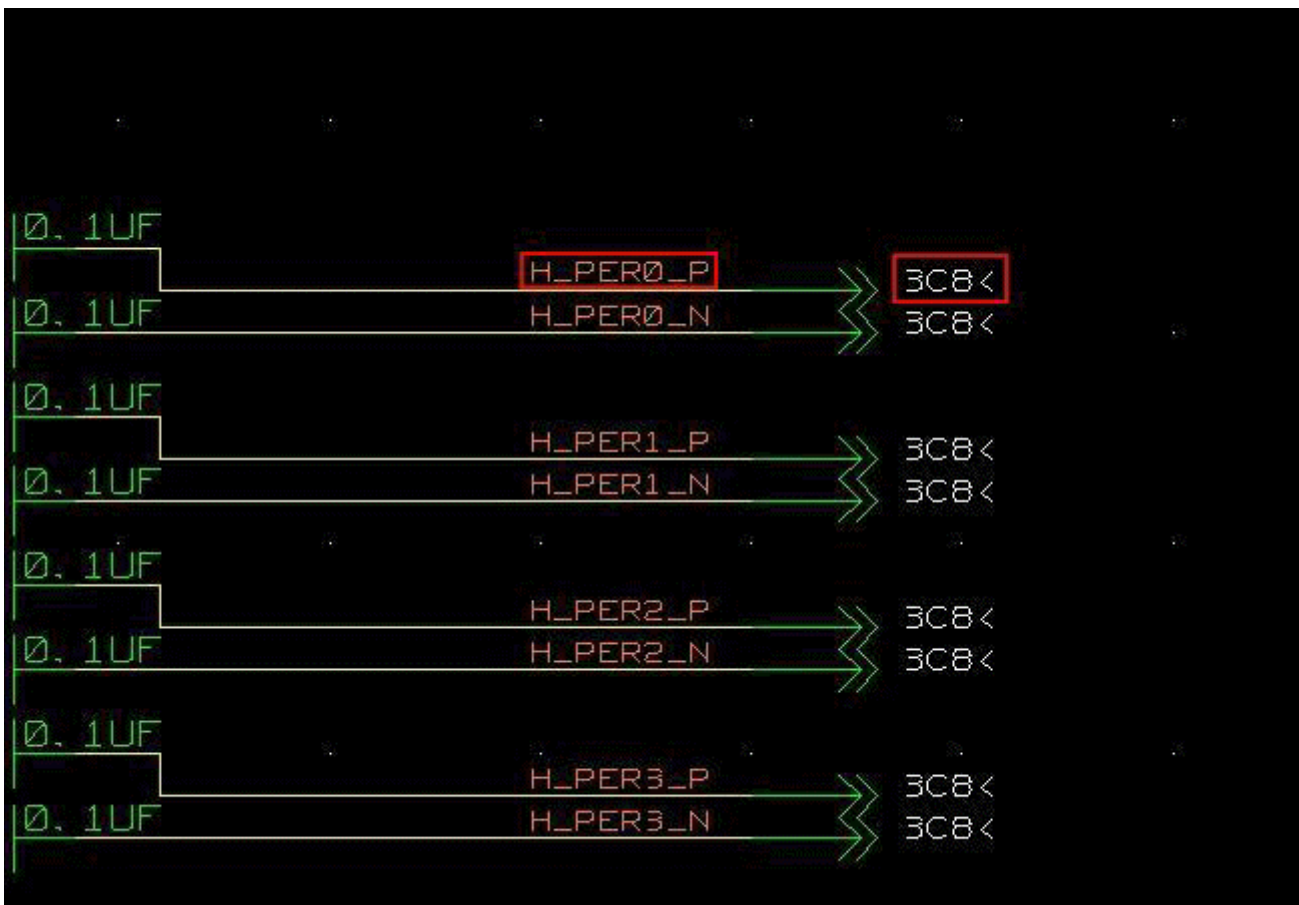 0.1UF
H_PER0_P 3C8<
0.1UF H_PER0_N 3C8<
0.1UF
H_PER1_P 3C8<
0.1UF H_PER1_N 3C8<
0.1UF
H_PER2_P 3C8<
0.1UF H_PER2_N 3C8<
0.1UF
H_PER3_P 3C8<
0.1UF H_PER3_N 3C8<